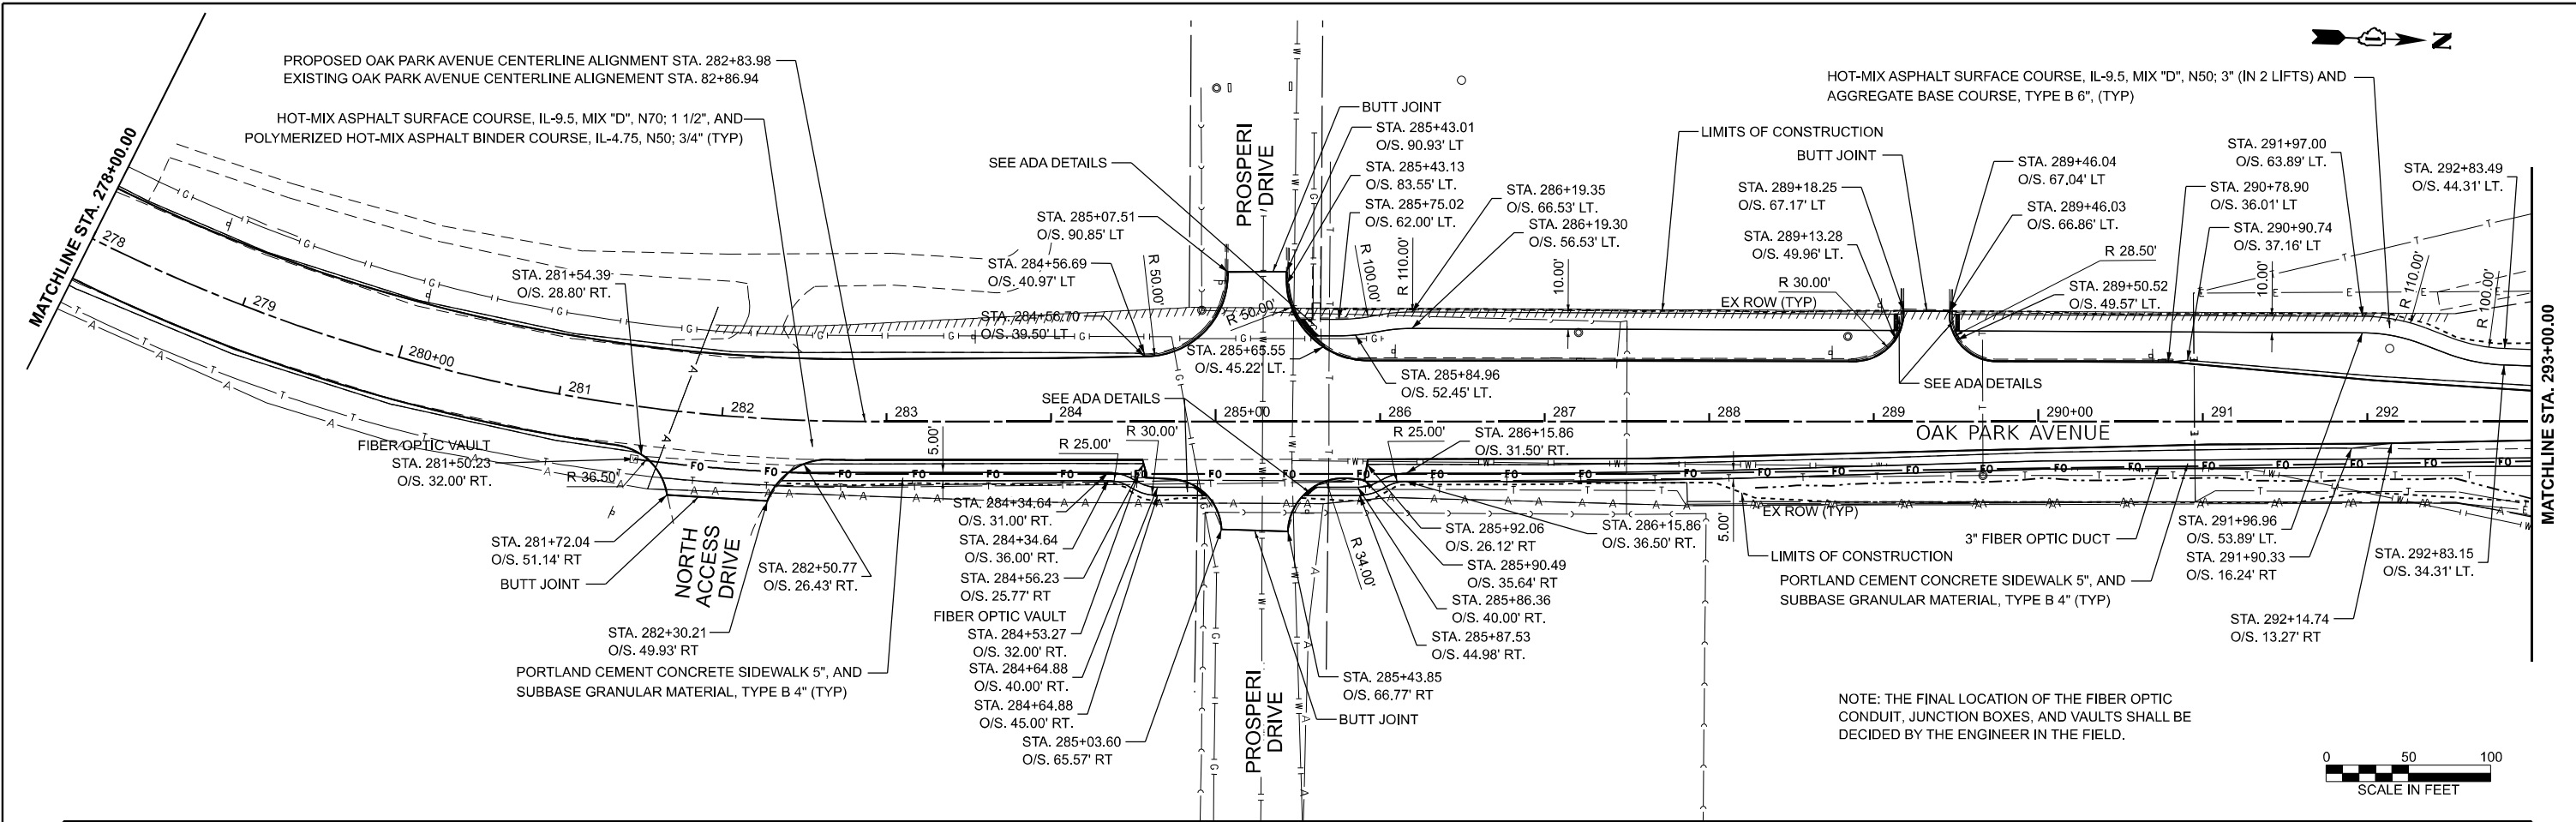 PROPOSED OAK PARK AVENUE CENTERLINE ALIGNMENT STA. 282+83.98
EXISTING OAK PARK AVENUE CENTERLINE ALIGNEMENT STA. 82+86.94
HOT-MIX ASPHALT SURFACE COURSE, IL-9.5, MIX "D", N70; 1 1/2", AND
POLYMERIZED HOT-MIX ASPHALT BINDER COURSE, IL-4.75, N50; 3/4" (TYP)
MATCHLINE STA. 278+00.00
SEE ADA DETAILS
PROSPERI
DRIVE
BUTT JOINT
STA. 285+43.01
O/S. 90.93' LT
STA. 285+43.13
O/S. 83.55' LT.
STA. 285+75.02
O/S. 62.00' LT.
STA. 285+07.51
O/S. 90.85' LT
STA. 284+56.69
O/S. 40.97' LT
STA. 284+56.70
O/S. 39.50' LT
R 50.00'
R 50.00'
R 100.00'
R 110.00'
STA. 286+19.35
O/S. 66.53' LT.
STA. 286+19.30
O/S. 56.53' LT.
10.00'
STA. 285+65.55
O/S. 45.22' LT.
STA. 285+84.96
O/S. 52.45' LT.
LIMITS OF CONSTRUCTION
BUTT JOINT
HOT-MIX ASPHALT SURFACE COURSE, IL-9.5, MIX "D", N50; 3" (IN 2 LIFTS) AND
AGGREGATE BASE COURSE, TYPE B 6", (TYP)
N
STA. 289+18.25
O/S. 67.17' LT
STA. 289+13.28
O/S. 49.96' LT.
R 30.00'
EX ROW (TYP)
STA. 289+46.04
O/S. 67.04' LT
STA. 289+46.03
O/S. 66.86' LT.
R 28.50'
STA. 289+50.52
O/S. 49.57' LT.
SEE ADA DETAILS
STA. 291+97.00
O/S. 63.89' LT.
STA. 290+78.90
O/S. 36.01' LT
STA. 290+90.74
O/S. 37.16' LT
10.00'
R 110.00'
R 100.00'
STA. 292+83.49
O/S. 44.31' LT.
MATCHLINE STA. 293+00.00
278
279
280+00
281
282
283
284
285+00
286
287
288
289
290+00
291
292
OAK PARK AVENUE
STA. 281+54.39
O/S. 28.80' RT.
FIBER OPTIC VAULT
STA. 281+50.23
O/S. 32.00' RT.
R 36.50'
STA. 281+72.04
O/S. 51.14' RT
BUTT JOINT
NORTH
ACCESS
DRIVE
STA. 282+30.21
O/S. 49.93' RT
STA. 282+50.77
O/S. 26.43' RT.
PORTLAND CEMENT CONCRETE SIDEWALK 5", AND
SUBBASE GRANULAR MATERIAL, TYPE B 4" (TYP)
SEE ADA DETAILS
5.00'
R 25.00'
R 30.00'
STA. 284+34.64
O/S. 31.00' RT.
STA. 284+34.64
O/S. 36.00' RT.
STA. 284+56.23
O/S. 25.77' RT
FIBER OPTIC VAULT
STA. 284+53.27
O/S. 32.00' RT.
STA. 284+64.88
O/S. 40.00' RT.
STA. 284+64.88
O/S. 45.00' RT.
STA. 285+03.60
O/S. 65.57' RT
PROSPERI
DRIVE
STA. 285+43.85
O/S. 66.77' RT
BUTT JOINT
R 34.00'
R 25.00'
STA. 286+15.86
O/S. 31.50' RT.
STA. 285+92.06
O/S. 26.12' RT
STA. 285+90.49
O/S. 35.64' RT
STA. 285+86.36
O/S. 40.00' RT.
STA. 285+87.53
O/S. 44.98' RT.
STA. 286+15.86
O/S. 36.50' RT.
5.00'
EX ROW (TYP)
LIMITS OF CONSTRUCTION
3" FIBER OPTIC DUCT
PORTLAND CEMENT CONCRETE SIDEWALK 5", AND
SUBBASE GRANULAR MATERIAL, TYPE B 4" (TYP)
STA. 291+96.96
O/S. 53.89' LT.
STA. 291+90.33
O/S. 16.24' RT
STA. 292+83.15
O/S. 34.31' LT.
STA. 292+14.74
O/S. 13.27' RT
NOTE: THE FINAL LOCATION OF THE FIBER OPTIC
CONDUIT, JUNCTION BOXES, AND VAULTS SHALL BE
DECIDED BY THE ENGINEER IN THE FIELD.
0 50 100
SCALE IN FEET